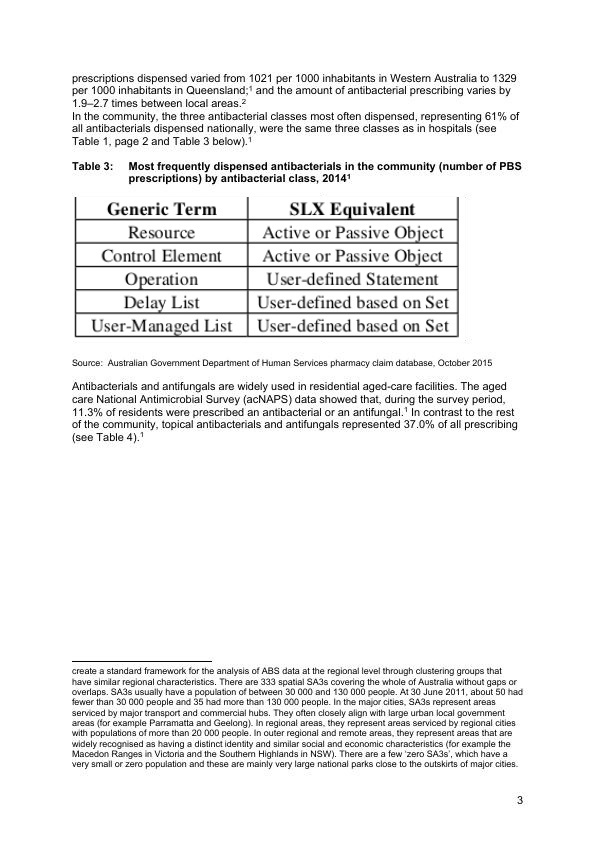 prescriptions dispensed varied from 1021 per 1000 inhabitants in Western Australia to 1329
per 1000 inhabitants in Queensland;1 and the amount of antibacterial prescribing varies by
1.9–2.7 times between local areas.2
In the community, the three antibacterial classes most often dispensed, representing 61% of
all antibacterials dispensed nationally, were the same three classes as in hospitals (see
Table 1, page 2 and Table 3 below).1
Table 3: Most frequently dispensed antibacterials in the community (number of PBS
prescriptions) by antibacterial class, 20141
Generic Term SLX Equivalent
Resource Active or Passive Object
Control Element Active or Passive Object
Operation User-defined Statement
Delay List User-defined based on Set
User-Managed List User-defined based on Set
Source: Australian Government Department of Human Services pharmacy claim database, October 2015
Antibacterials and antifungals are widely used in residential aged-care facilities. The aged
care National Antimicrobial Survey (acNAPS) data showed that, during the survey period,
11.3% of residents were prescribed an antibacterial or an antifungal.1 In contrast to the rest
of the community, topical antibacterials and antifungals represented 37.0% of all prescribing
(see Table 4).1
create a standard framework for the analysis of ABS data at the regional level through clustering groups that
have similar regional characteristics. There are 333 spatial SA3s covering the whole of Australia without gaps or
overlaps. SA3s usually have a population of between 30 000 and 130 000 people. At 30 June 2011, about 50 had
fewer than 30 000 people and 35 had more than 130 000 people. In the major cities, SA3s represent areas
serviced by major transport and commercial hubs. They often closely align with large urban local government
areas (for example Parramatta and Geelong). In regional areas, they represent areas serviced by regional cities
with populations of more than 20 000 people. In outer regional and remote areas, they represent areas that are
widely recognised as having a distinct identity and similar social and economic characteristics (for example the
Macedon Ranges in Victoria and the Southern Highlands in NSW). There are a few ‘zero SA3s’, which have a
very small or zero population and these are mainly very large national parks close to the outskirts of major cities.
3